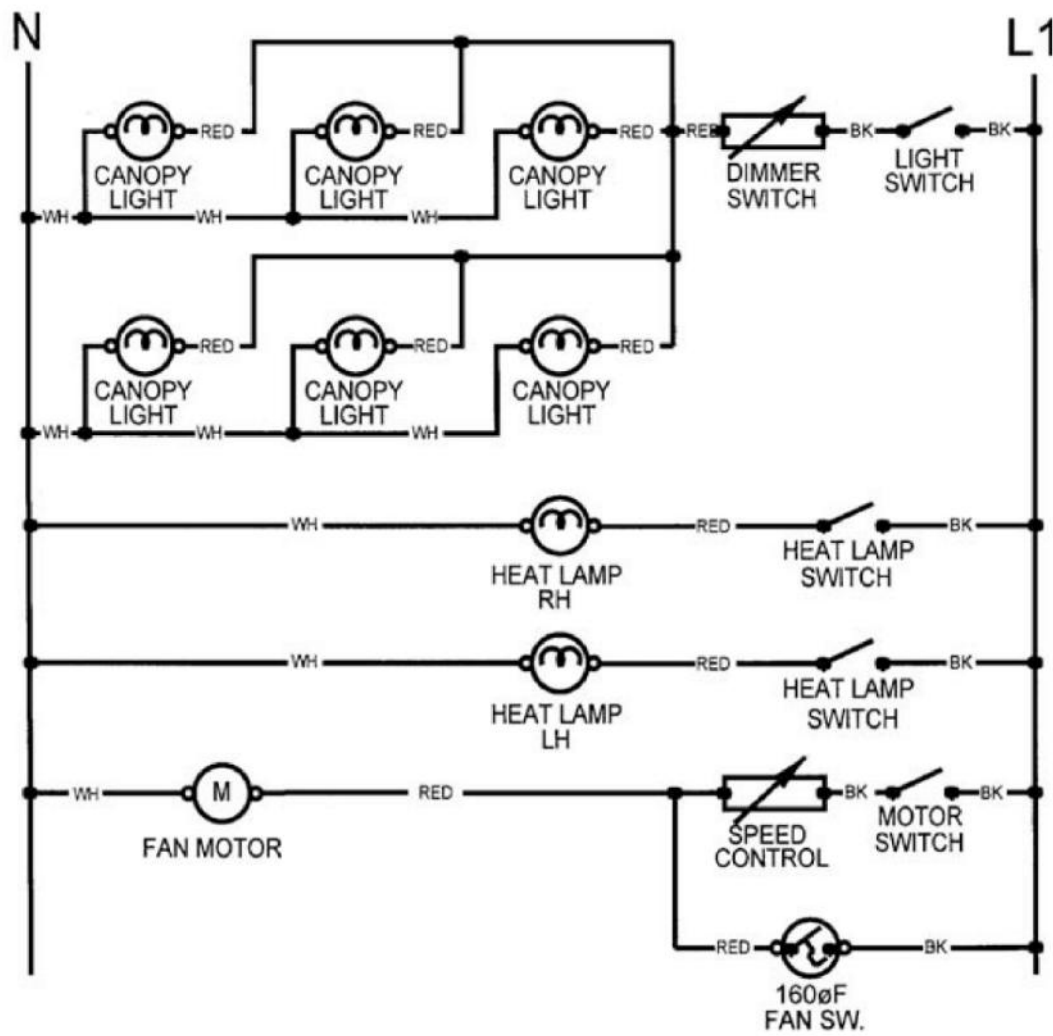 N
L1
RED
RED
RED
RED
BK
BK
CANOPY
LIGHT
CANOPY
LIGHT
CANOPY
LIGHT
DIMMER
SWITCH
LIGHT
SWITCH
WH
WH
WH
RED
RED
RED
CANOPY
LIGHT
CANOPY
LIGHT
CANOPY
LIGHT
WH
WH
WH
WH
RED
BK
HEAT LAMP
RH
HEAT LAMP
SWITCH
WH
RED
BK
HEAT LAMP
LH
HEAT LAMP
SWITCH
WH
M
RED
BK
BK
FAN MOTOR
SPEED
CONTROL
MOTOR
SWITCH
RED
BK
160øF
FAN SW.